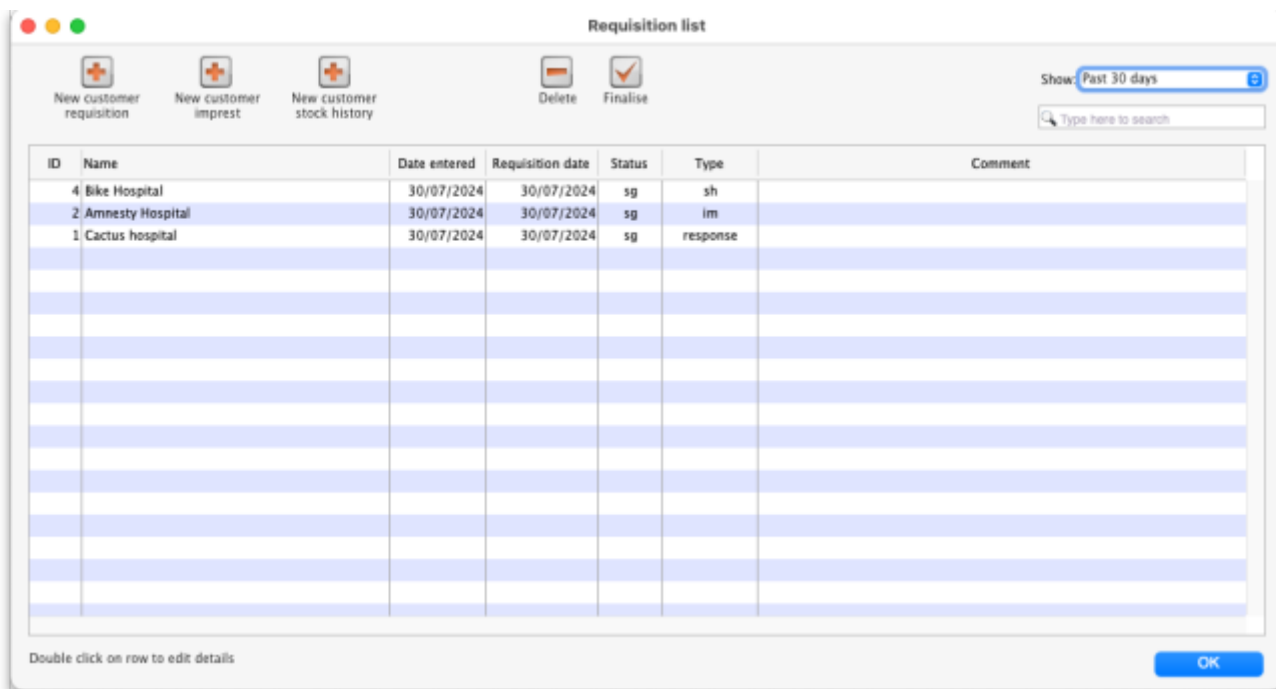 Requisition list
New customer requisition
New customer imprest
New customer stock history
Delete
Finalise
Show: Past 30 days
Type here to search
ID Name Date entered Requisition date Status Type Comment
4 Bike Hospital 30/07/2024 30/07/2024 sg sh
2 Amnesty Hospital 30/07/2024 30/07/2024 sg im
1 Cactus hospital 30/07/2024 30/07/2024 sg response
Double click on row to edit details
OK